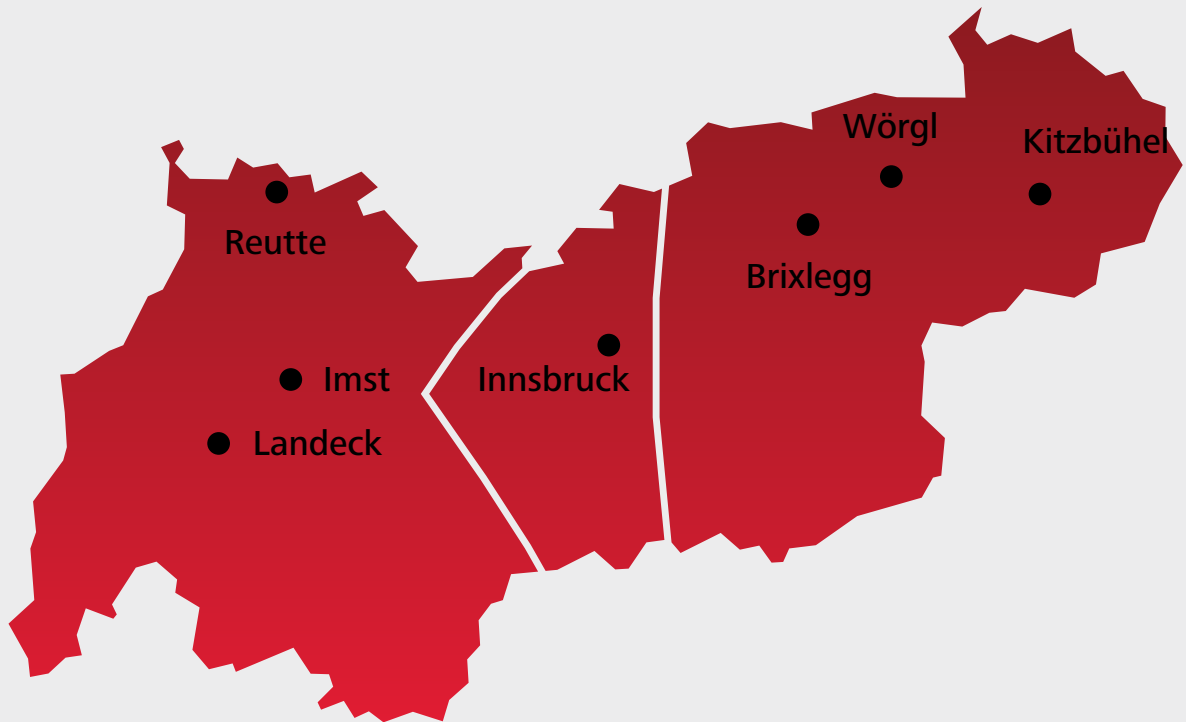 Wörgl
Kitzbühel
Reutte
Brixlegg
Imst
Innsbruck
Landeck